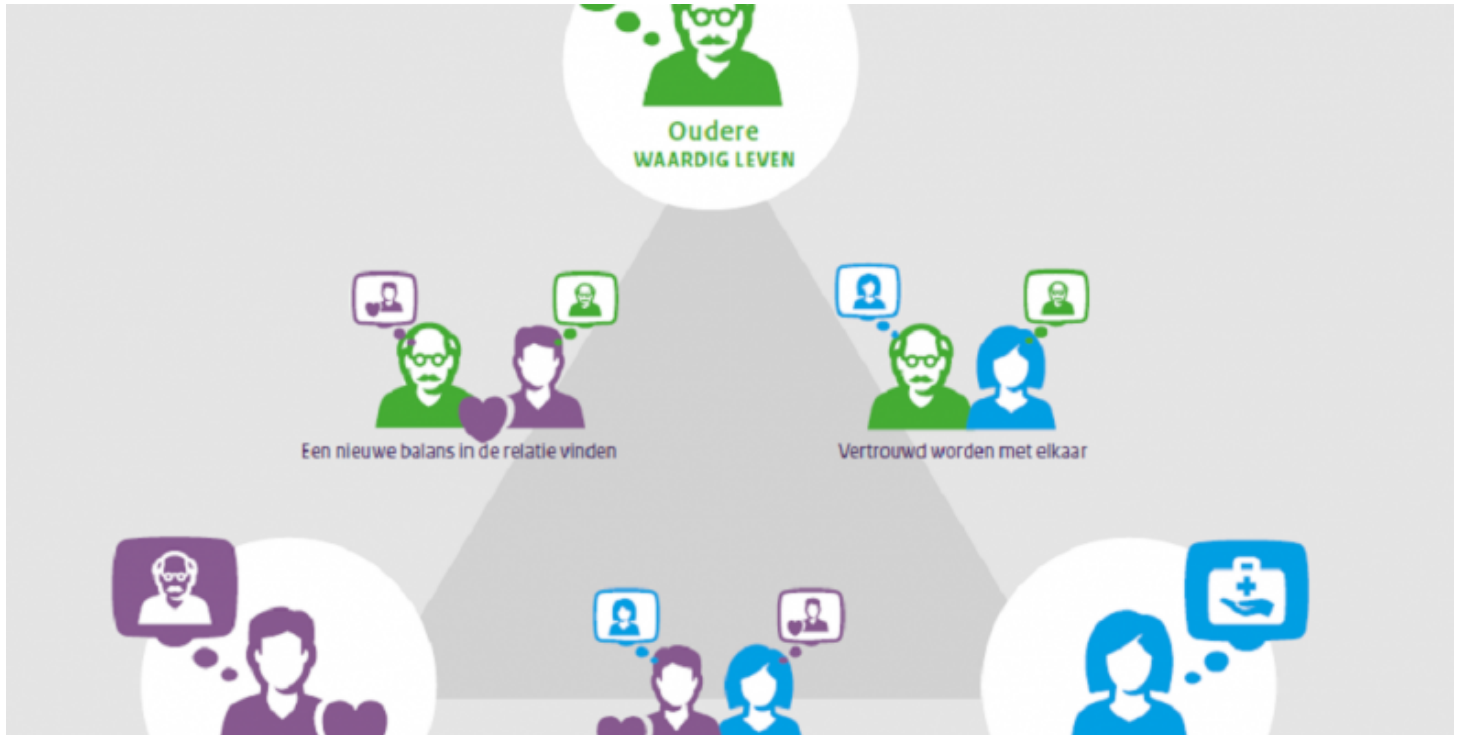 Oudere
WAARDIG LEVEN
Een nieuwe balans in de relatie vinden
Vertrouwd worden met elkaar